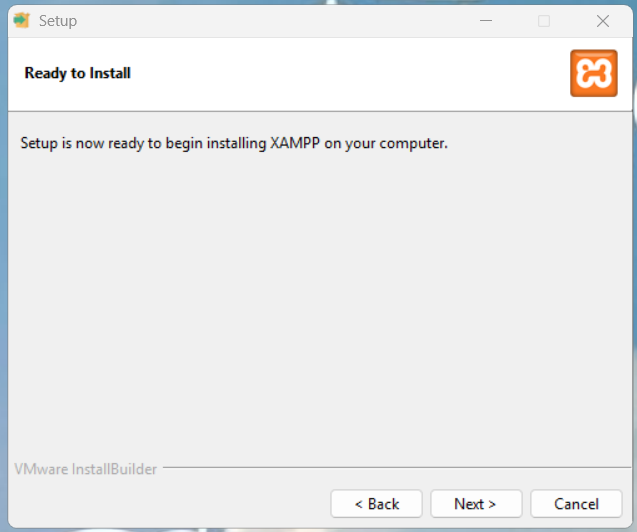 Setup
Ready to Install
Setup is now ready to begin installing XAMPP on your computer.
VMware InstallBuilder
< Back
Next >
Cancel